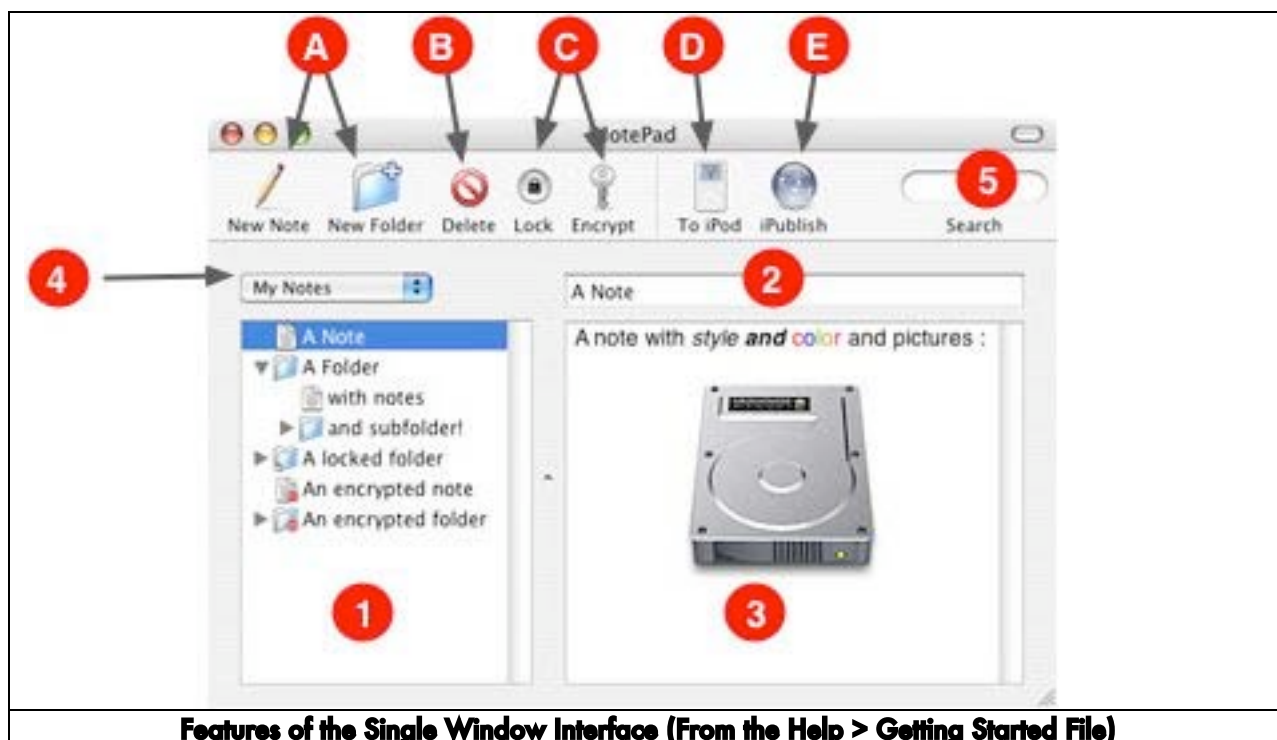 A B C D E
NotePad
5
New Note New Folder Delete Lock Encrypt To iPod iPublish Search
4
My Notes
2
A Note
A Note
A note with style and color and pictures :
A Folder
with notes
and subfolder!
A locked folder
An encrypted note
An encrypted folder
1
3
Features of the Single Window Interface (From the Help > Getting Started File)